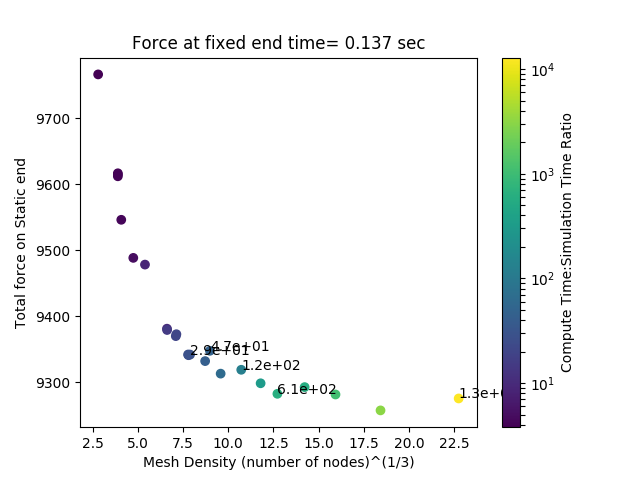 Force at fixed end time= 0.137 sec
Total force on Static end
9700
9600
9500
9400
9300
2.9e+01
4.7e+01
1.2e+02
6.1e+02
2.5
5.0
7.5
10.0
12.5
15.0
17.5
20.0
22.5
Mesh Density (number of nodes)^(1/3)
10^4
10^3
10^2
10^1
Compute Time:Simulation Time Ratio